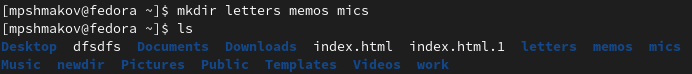 [mpshmakov@fedora ~]$ mkdir letters memos mics
[mpshmakov@fedora ~]$ ls
Desktop dfsdfs Documents Downloads index.html index.html.1 letters memos mics
Music newdir Pictures Public Templates Videos work